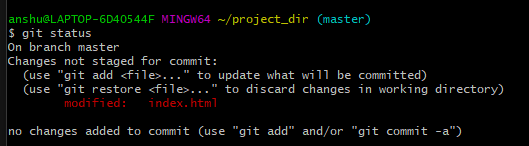 anshu@LAPTOP-6D40544F MINGW64 ~/project_dir (master)
$ git status
On branch master
Changes not staged for commit:
  (use "git add <file>..." to update what will be committed)
  (use "git restore <file>..." to discard changes in working directory)
        modified:   index.html

no changes added to commit (use "git add" and/or "git commit -a")